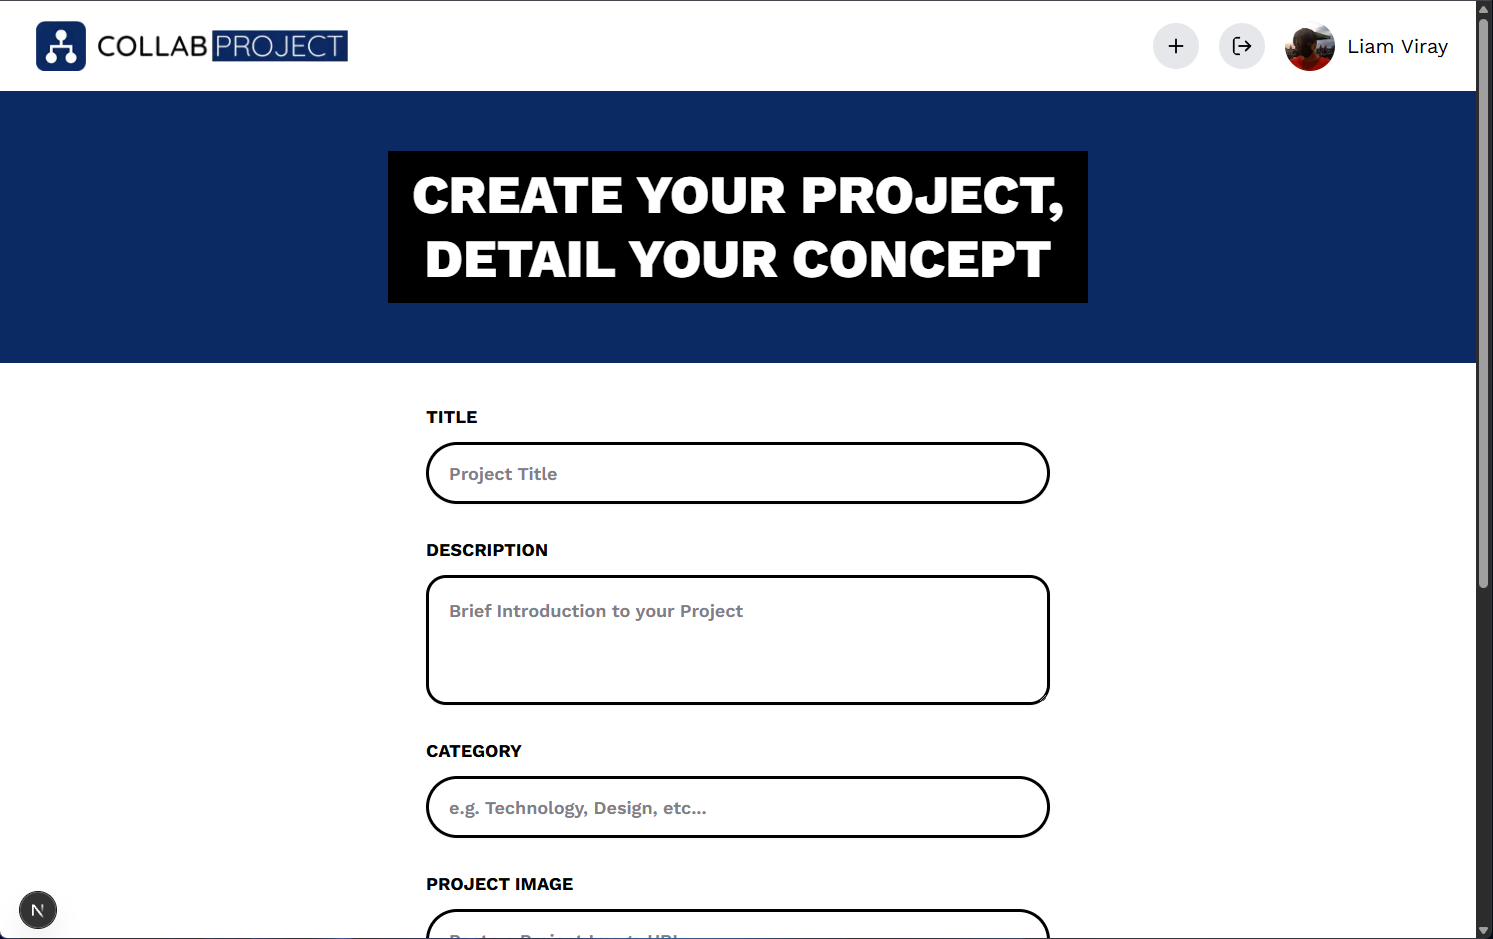 COLLAB PROJECT
Liam Viray
CREATE YOUR PROJECT,
DETAIL YOUR CONCEPT
TITLE
Project Title
DESCRIPTION
Brief Introduction to your Project
CATEGORY
e.g. Technology, Design, etc...
PROJECT IMAGE
N